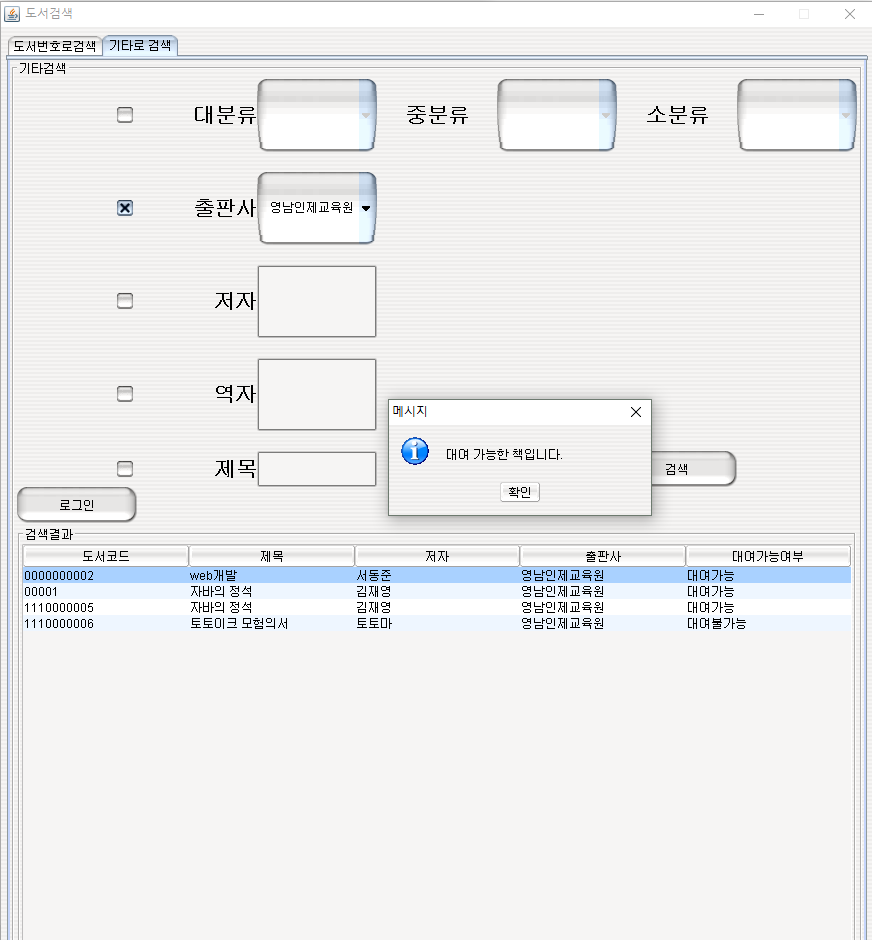 도서검색
도서번호로검색 기타로 검색
기타검색
대분류 중분류 소분류
출판사 영남인제교육원
저자
역자
메시지
대여 가능한 책입니다.
확인
제목 검색
로그인
검색결과
도서코드 제목 저자 출판사 대여가능여부
0000000002 web개발 서동준 영남인제교육원 대여가능
00001 자바의 정석 김재영 영남인제교육원 대여가능
1110000005 자바의 정석 김재영 영남인제교육원 대여가능
1110000006 토토이크 모험의서 토토마 영남인제교육원 대여불가능